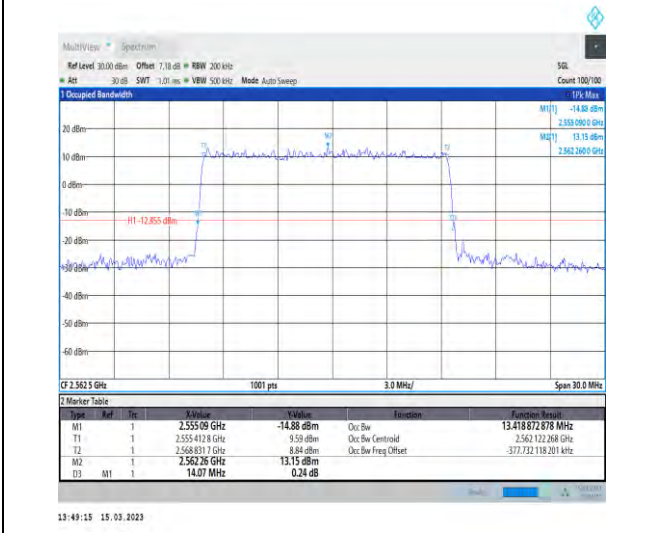 MultiView Spectrum
Ref Level 30.00 dBm Offset 7.18 dB RBW 200 kHz SGL
Att 30 dB SWT 1.01 ms VBW 500 kHz Mode Auto Sweep Count 100/100
1 Occupied Bandwidth 1Pk Max
M1[1] -14.88 dBm
2.555 090 0 GHz
M2[1] 13.15 dBm
2.562 260 0 GHz
20 dBm
T1 M2 T2
10 dBm
0 dBm
-10 dBm
H1 -12.855 dBm
-20 dBm
-30 dBm
-40 dBm
-50 dBm
-60 dBm
CF 2.562 5 GHz 1001 pts 3.0 MHz/ Span 30.0 MHz
2 Marker Table
Type Ref Trc X-Value Y-Value Function Function Result
M1 1 2.555 09 GHz -14.88 dBm Occ Bw 13.418 872 878 MHz
T1 1 2.555 412 8 GHz 9.59 dBm Occ Bw Centroid 2.562 122 268 GHz
T2 1 2.568 831 7 GHz 8.84 dBm Occ Bw Freq Offset -377.732 118 201 kHz
M2 1 2.562 26 GHz 13.15 dBm
D3 M1 1 14.07 MHz 0.24 dB
13:49:15 15.03.2023